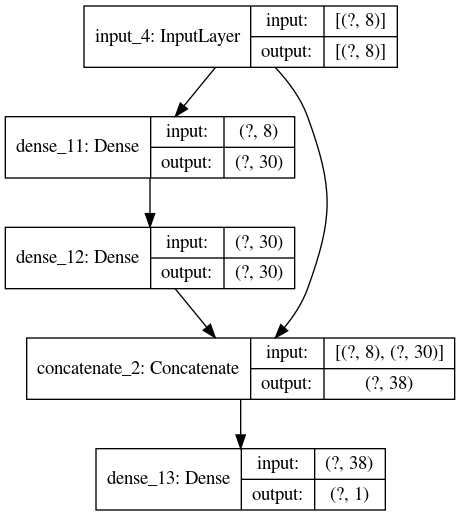 input_4: InputLayer
input: [(?, 8)]
output: [(?, 8)]
dense_11: Dense
input: (?, 8)
output: (?, 30)
dense_12: Dense
input: (?, 30)
output: (?, 30)
concatenate_2: Concatenate
input: [(?, 8), (?, 30)]
output: (?, 38)
dense_13: Dense
input: (?, 38)
output: (?, 1)